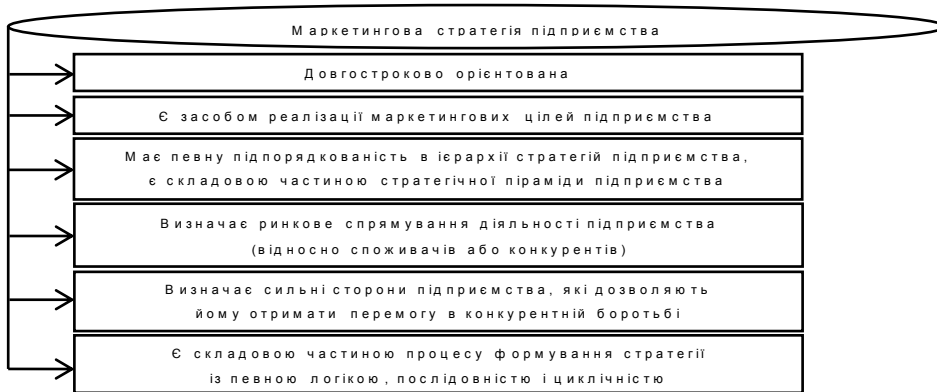 Маркетингова стратегія підприємства
Довгостроково орієнтована
Є засобом реалізації маркетингових цілей підприємства
Має певну підпорядкованість в ієрархії стратегій підприємства,
є складовою частиною стратегічної піраміди підприємства
Визначає ринкове спрямування діяльності підприємства
(відносно споживачів або конкурентів)
Визначає сильні сторони підприємства, які дозволяють
йому отримати перемогу в конкурентній боротьбі
Є складовою частиною процесу формування стратегії
із певною логікою, послідовністю і циклічністю